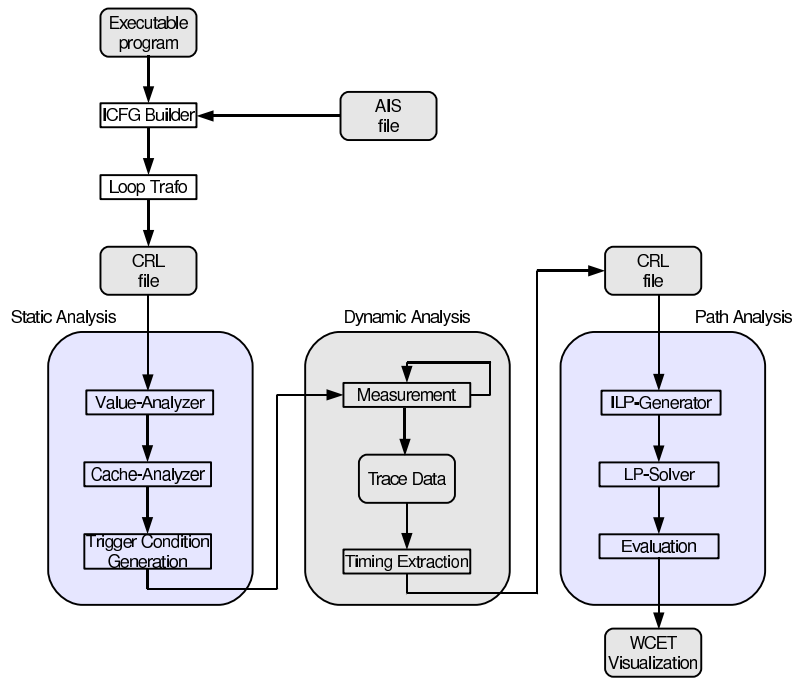 Executable
program
ICFG Builder
AIS
file
Loop Trafo
CRL
file
Static Analysis
Value-Analyzer
Cache-Analyzer
Trigger Condition
Generation
Dynamic Analysis
Measurement
Trace Data
Timing Extraction
CRL
file
Path Analysis
ILP-Generator
LP-Solver
Evaluation
WCET
Visualization